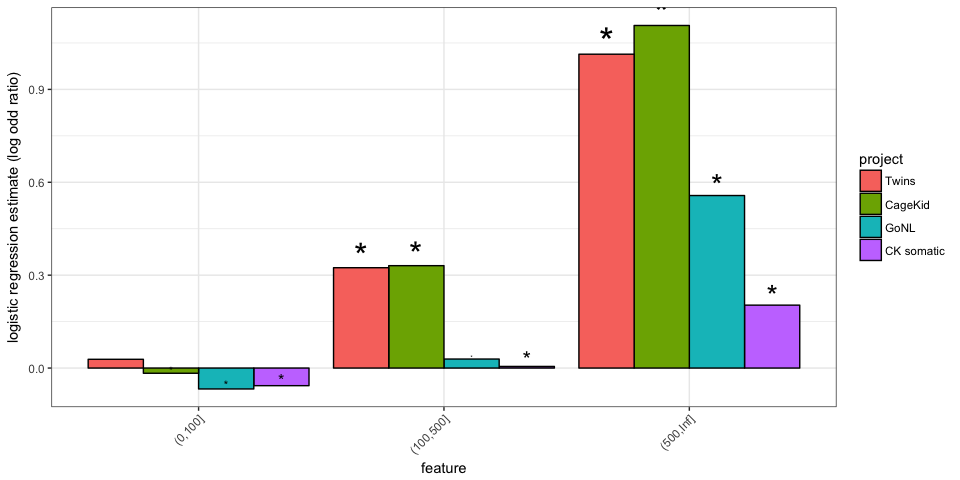 logistic regression estimate (log odd ratio)
0.9
0.6
0.3
0.0
* *
* *
*
*
*
*
(0,100]
(100,500]
(500,Inf]
feature
project
Twins
CageKid
GoNL
CK somatic